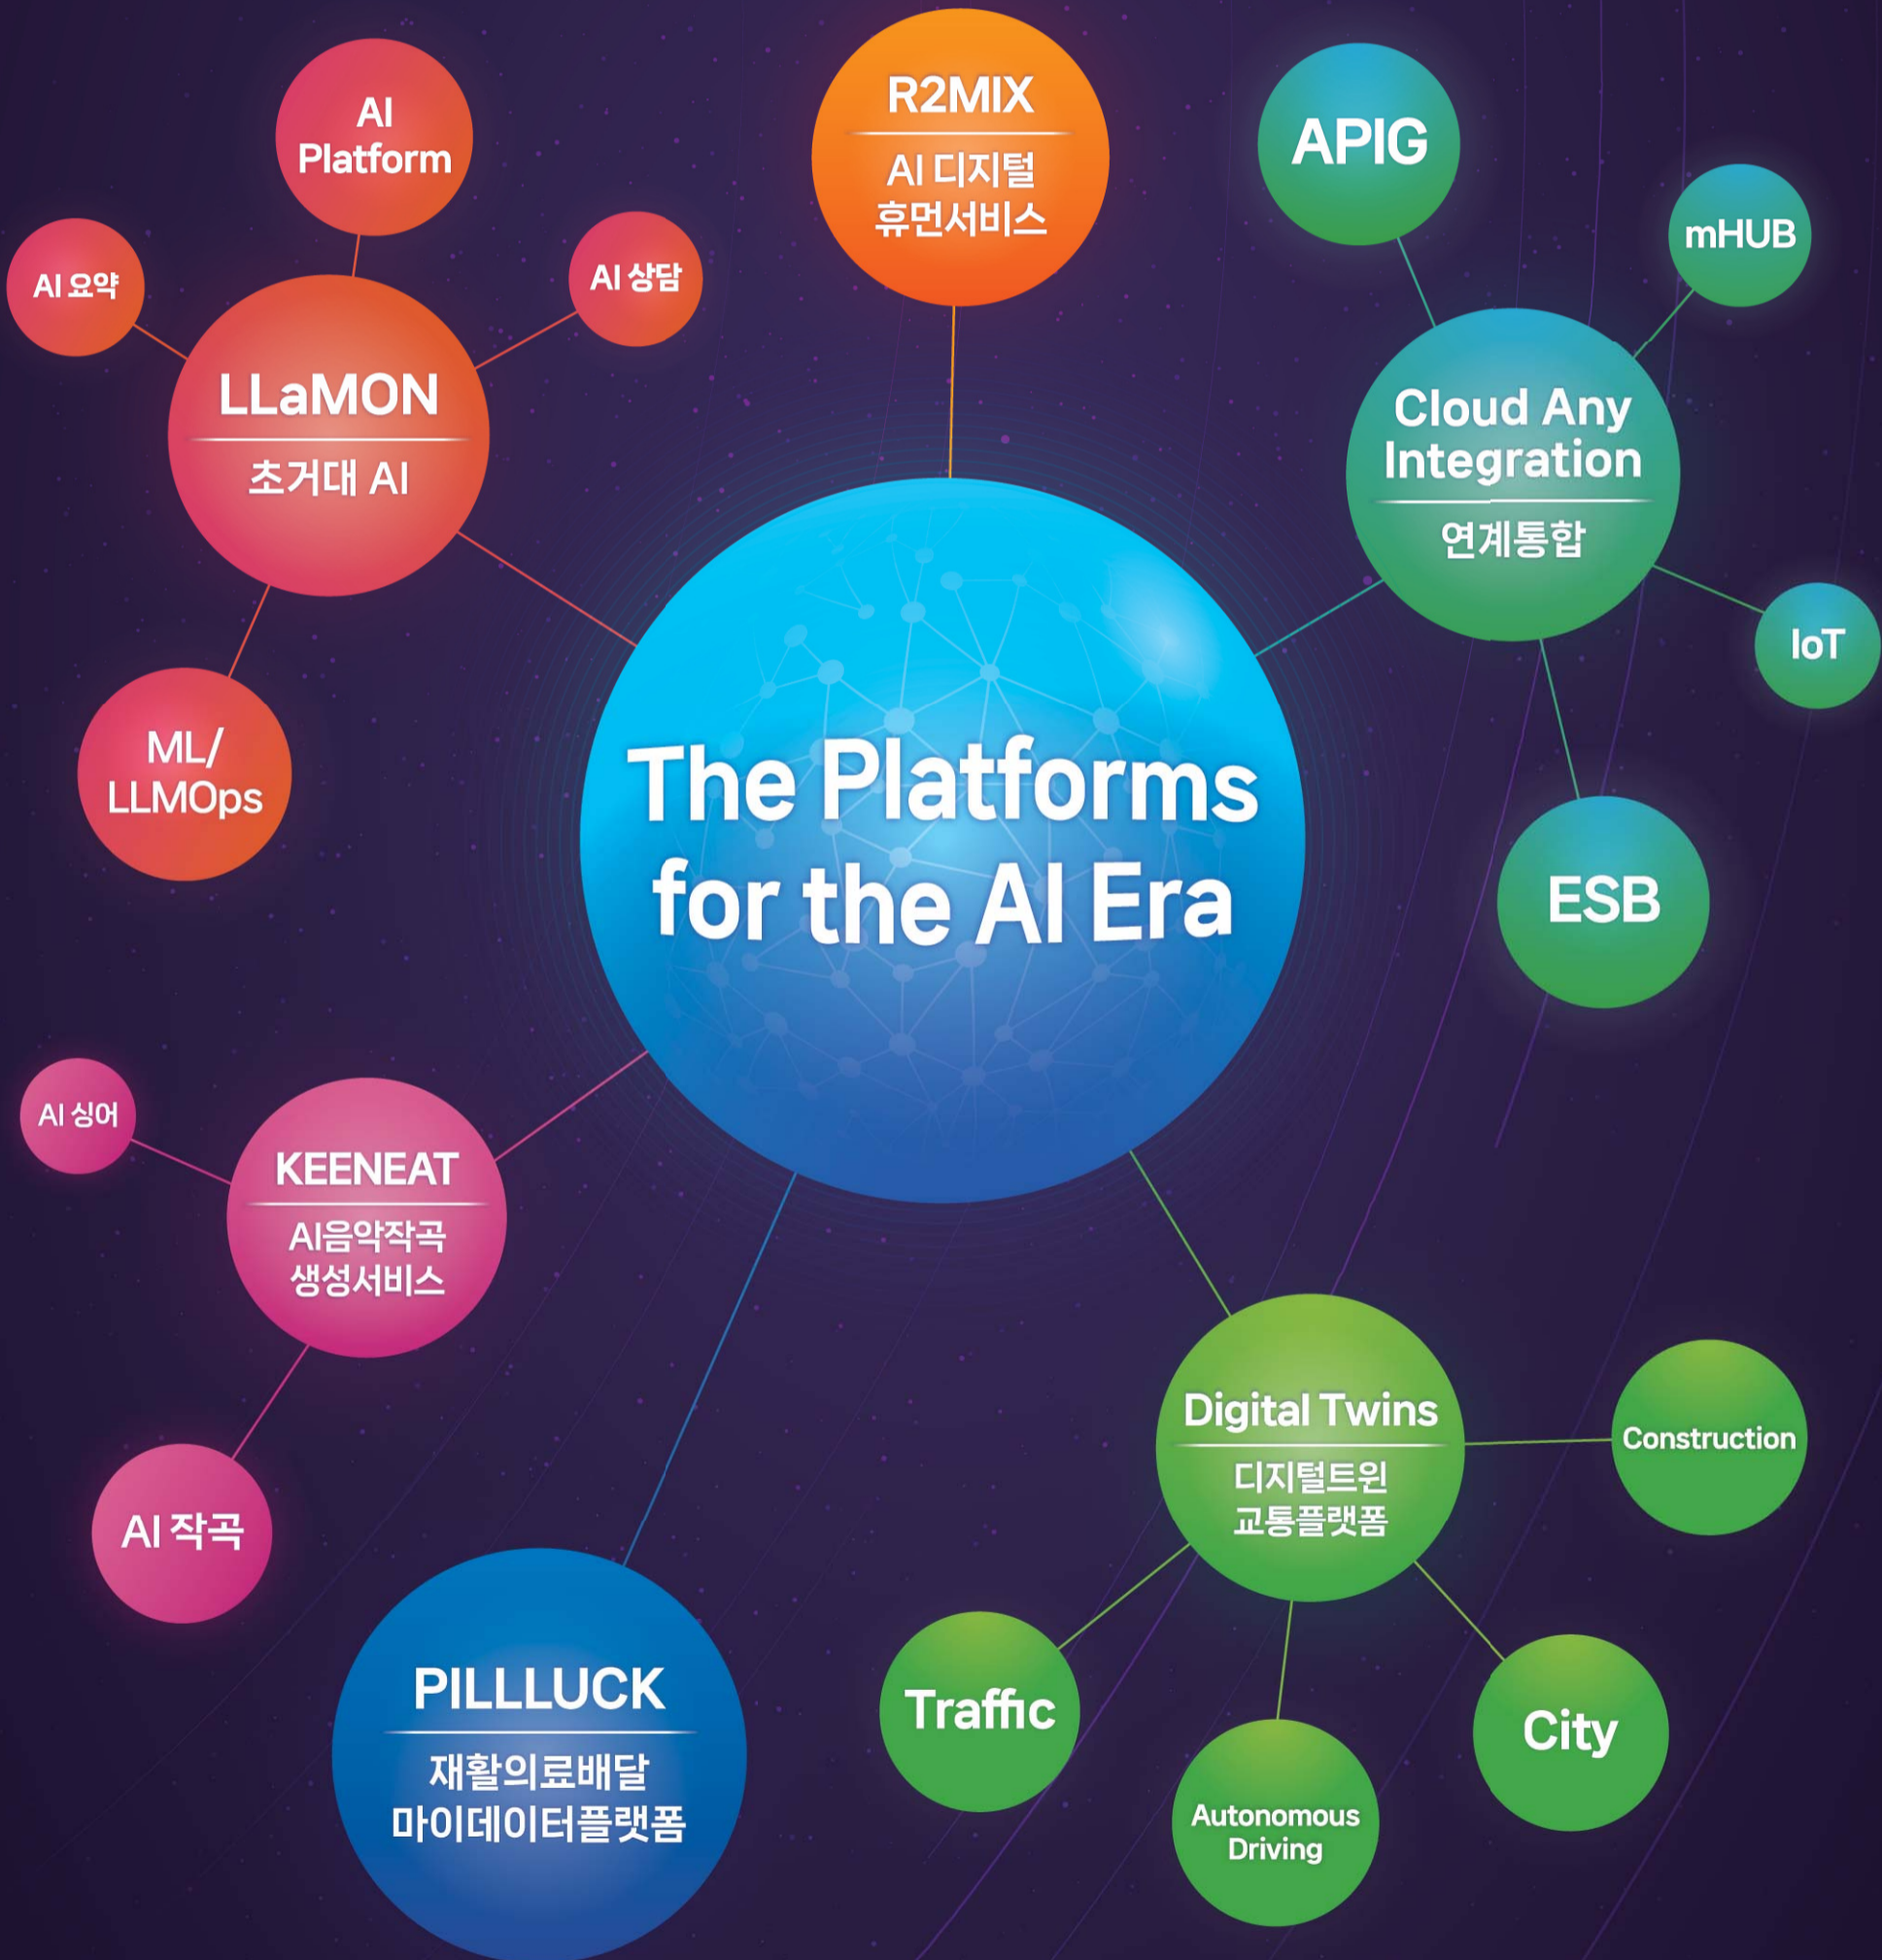 AI
Platform
AI 요약
AI 상담
LLaMON
초거대 AI
ML/
LLMOps
R2MIX
AI 디지털
휴먼서비스
APIG
mHUB
Cloud Any
Integration
연계통합
IoT
ESB
The Platforms
for the AI Era
AI 싱어
KEENEAT
AI음악작곡
생성서비스
AI 작곡
PILLLUCK
재활의료배달
마이데이터플랫폼
Digital Twins
디지털트윈
교통플랫폼
Construction
Traffic
Autonomous
Driving
City